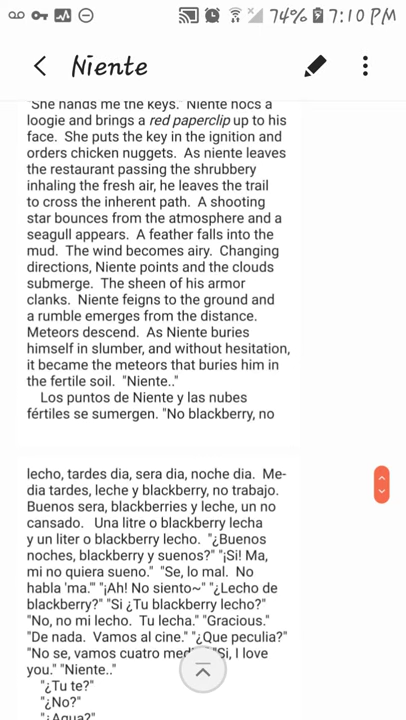 74% 7:10 PM
Niente
"She hands me the keys. Niente hocs a
loogie and brings a red paperclip up to his
face. She puts the key in the ignition and
orders chicken nuggets. As niente leaves
the restaurant passing the shrubbery
inhaling the fresh air, he leaves the trail
to cross the inherent path. A shooting
star bounces from the atmosphere and a
seagull appears. A feather falls into the
mud. The wind becomes airy. Changing
directions, Niente points and the clouds
submerge. The sheen of his armor
clanks. Niente feigns to the ground and
a rumble emerges from the distance.
Meteors descend. As Niente buries
himself in slumber, and without hesitation,
it became the meteors that buries him in
the fertile soil. "Niente.."
Los puntos de Niente y las nubes
fértiles se sumergen. "No blackberry, no
lecho, tardes dia, sera dia, noche dia. Me-
dia tardes, leche y blackberry, no trabajo.
Buenos sera, blackberries y leche, un no
cansado. Una litre o blackberry lecha
y un liter o blackberry lecho. "¿Buenos
noches, blackberry y suenos?" "¡Si! Ma,
mi no quiera sueno." "Se, lo mal. No
habla 'ma.'" "¡Ah! No siento~" "¿Lecho de
blackberry?" "Si ¿Tu blackberry lecho?"
"No, no mi lecho. Tu lecha." "Gracious."
"De nada. Vamos al cine." "¿Que peculia?"
"No se, vamos cuatro "Si, I love
you." "Niente.."
"¿Tu te?"
"¿No?"
"¿Agua?"